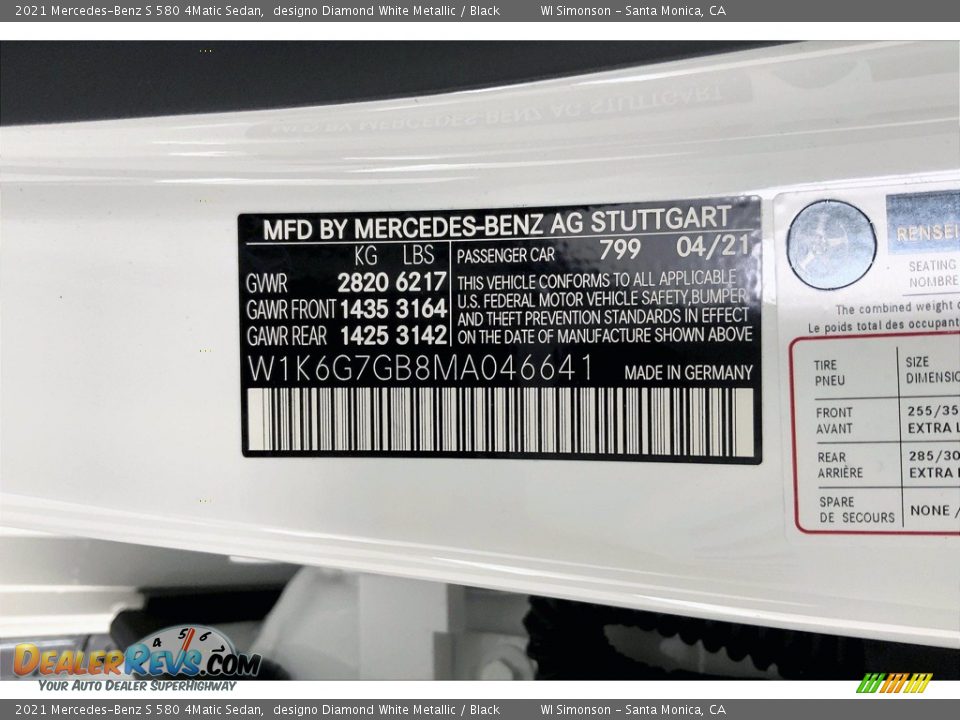 2021 Mercedes-Benz S 580 4Matic Sedan, designo Diamond White Metallic / Black WI Simonson - Santa Monica, CA
MFD BY MERCEDES-BENZ AG STUTTGART
KG LBS
GVWR 2820 6217
GAWR FRONT 1435 3164
GAWR REAR 1425 3142
PASSENGER CAR 799 04/21
THIS VEHICLE CONFORMS TO ALL APPLICABLE
U.S. FEDERAL MOTOR VEHICLE SAFETY, BUMPER
AND THEFT PREVENTION STANDARDS IN EFFECT
ON THE DATE OF MANUFACTURE SHOWN ABOVE
W1K6G7GB8MA046641 MADE IN GERMANY
SEATING
NOMBRE
The combined weight
Le poids total des
TIRE SIZE
PNEU
FRONT 255/35
AVANT EXTRA
REAR 285/30
ARRIÈRE EXTRA
SPARE
DE SECOURS NONE /
4 5 6
DEALERREVS.COM
YOUR AUTO DEALER SUPERHIGHWAY
2021 Mercedes-Benz S 580 4Matic Sedan, designo Diamond White Metallic / Black WI Simonson - Santa Monica, CA